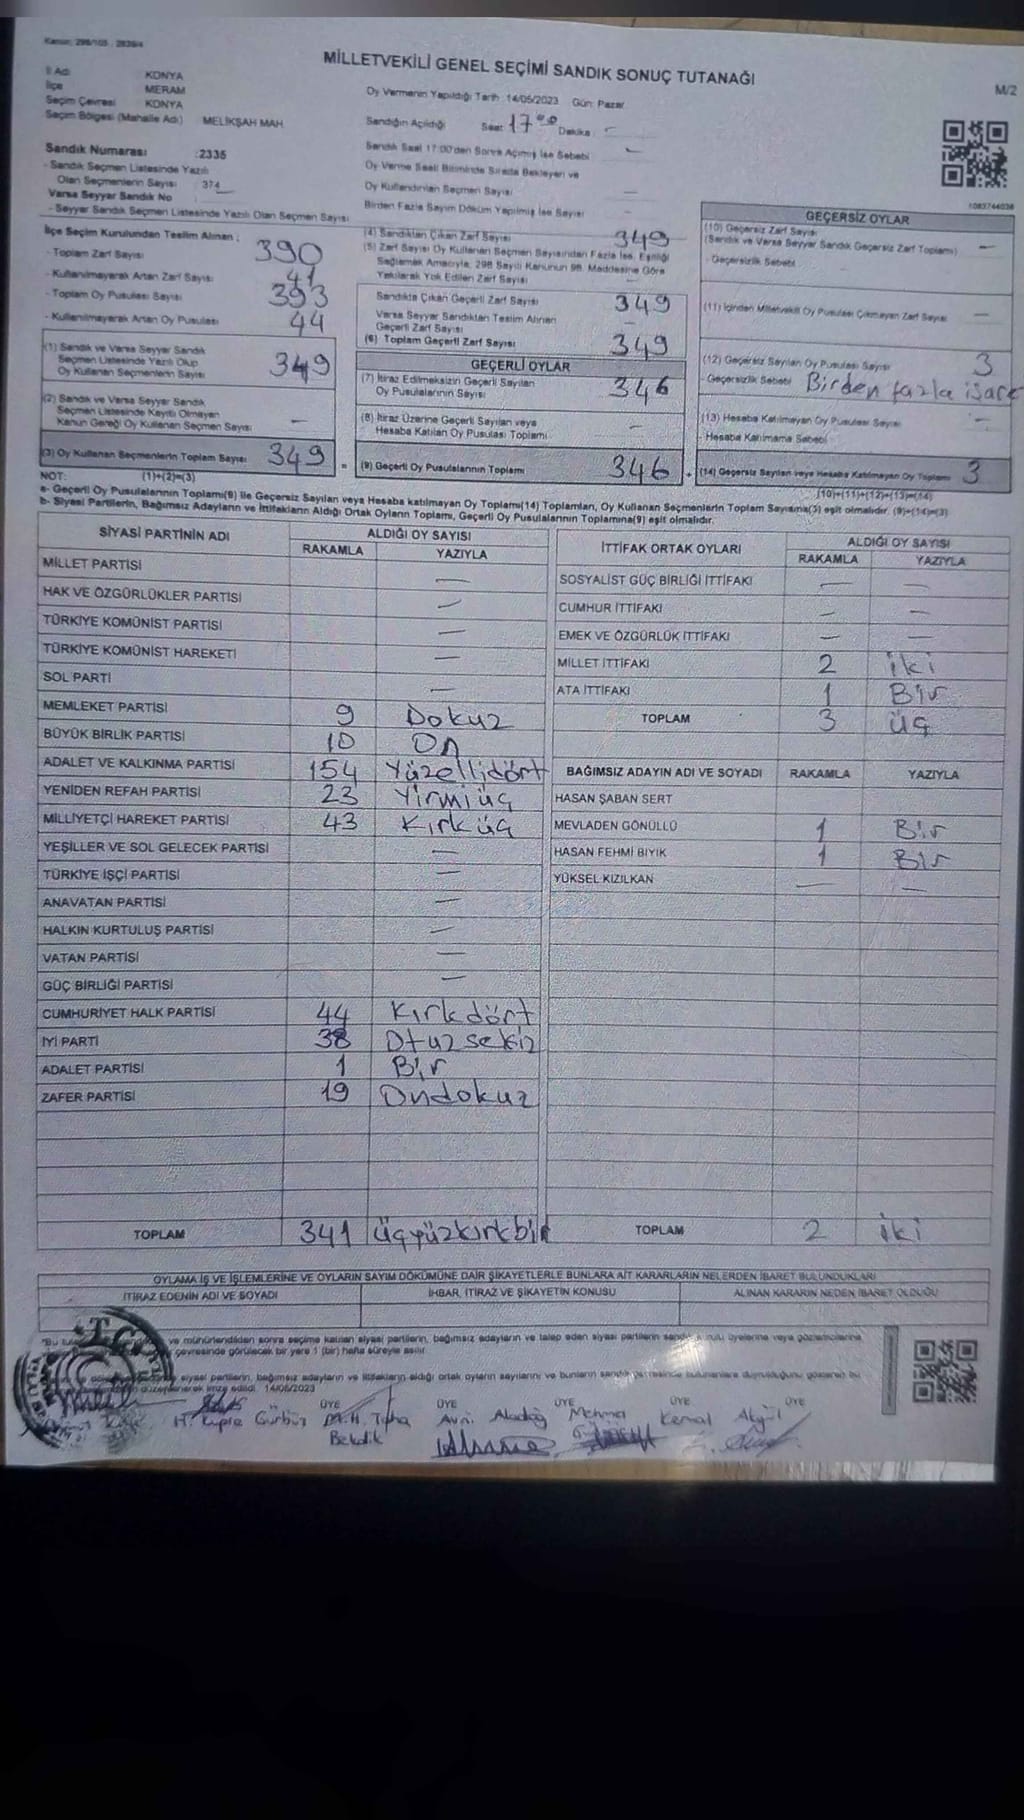 Kanun: 298/105 - 2839/4
MİLLETVEKİLİ GENEL SEÇİMİ SANDIK SONUÇ TUTANAĞI
M/2
İl Adı KONYA
İlçe MERAM
Seçim Çevresi KONYA
Seçim Bölgesi (Mahalle Adı) MELİKŞAH MAH.
Oy Vermenin Yapıldığı Tarih : 14/05/2023 Gün: Pazar
Sandığın Açıldığı Saat: 17 00 Dakika : -
Sandık Saat 17:00'den Sonra Açılmış İse Sebebi -
Oy Verme Saati Bitiminde Sırada Bekleyen ve
Oy Kullandırılan Seçmen Sayısı -
Birden Fazla Sayım Döküm Yapılmış İse Sayısı -
Sandık Numarası :2335
- Sandık Seçmen Listesinde Yazılı
Olan Seçmenlerin Sayısı : 374
Varsa Seyyar Sandık No
- Seyyar Sandık Seçmen Listesinde Yazılı Olan Seçmen Sayısı
1083744036
İlçe Seçim Kurulundan Teslim Alınan :
- Toplam Zarf Sayısı 390
- Kullanılmayarak Artan Zarf Sayısı 41
- Toplam Oy Pusulası Sayısı 393
- Kullanılmayarak Artan Oy Pusulası 44
(1) Sandık ve Varsa Seyyar Sandık
Seçmen Listesinde Yazılı Olup
Oy Kullanan Seçmenlerin Sayısı 349
(2) Sandık ve Varsa Seyyar Sandık
Seçmen Listesinde Kayıtlı Olmayan
Kanun Gereği Oy Kullanan Seçmen Sayısı -
(3) Oy Kullanan Seçmenlerin Toplam Sayısı 349
(4) Sandıktan Çıkan Zarf Sayısı 349
(5) Zarf Sayısı Oy Kullanan Seçmen Sayısından Fazla İse, Eşitliği
Sağlamak Amacıyla, 298 Sayılı Kanunun 98. Maddesine Göre
Yakılarak Yok Edilen Zarf Sayısı -
Sandıkta Çıkan Geçerli Zarf Sayısı 349
Varsa Seyyar Sandıktan Teslim Alınan
Geçerli Zarf Sayısı -
(6) Toplam Geçerli Zarf Sayısı 349
GEÇERLİ OYLAR
(7) İtiraz Edilmeksizin Geçerli Sayılan
Oy Pusulalarının Sayısı 346
(8) İtiraz Üzerine Geçerli Sayılan veya
Hesaba Katılan Oy Pusulası Toplamı -
= (9) Geçerli Oy Pusulalarının Toplamı 346
GEÇERSİZ OYLAR
(10) Geçersiz Zarf Sayısı -
(Sandık ve Varsa Seyyar Sandık Geçersiz Zarf Toplamı)
- Geçersizlik Sebebi
(11) İçinden Milletvekili Oy Pusulası Çıkmayan Zarf Sayısı -
(12) Geçersiz Sayılan Oy Pusulası Sayısı 3
- Geçersizlik Sebebi Birden fazla işare
(13) Hesaba Katılmayan Oy Pusulası Sayısı -
- Hesaba Katılmama Sebebi -
+ (14) Geçersiz Sayılan veya Hesaba Katılmayan Oy Toplamı 3
NOT: (1)+(2)=(3)
(10)+(11)+(12)+(13)=(14)
a- Geçerli Oy Pusulalarının Toplamı(9) ile Geçersiz Sayılan veya Hesaba katılmayan Oy Toplamı(14) Toplamları, Oy Kullanan Seçmenlerin Toplam Sayısına(3) eşit olmalıdır. (9)+(14)=(3)
b- Siyasi Partilerin, Bağımsız Adayların ve İttifakların Aldığı Ortak Oyların Toplamı, Geçerli Oy Pusulalarının Toplamına(9) eşit olmalıdır.
SİYASİ PARTİNİN ADI ALDIĞI OY SAYISI
RAKAMLA YAZIYLA
MİLLET PARTİSİ -
HAK VE ÖZGÜRLÜKLER PARTİSİ -
TÜRKİYE KOMÜNİST PARTİSİ -
TÜRKİYE KOMÜNİST HAREKETİ -
SOL PARTİ -
MEMLEKET PARTİSİ 9 Dokuz
BÜYÜK BİRLİK PARTİSİ 10 On
ADALET VE KALKINMA PARTİSİ 154 Yüzellidört
YENİDEN REFAH PARTİSİ 23 Yirmiüç
MİLLİYETÇİ HAREKET PARTİSİ 43 Kırküç
YEŞİLLER VE SOL GELECEK PARTİSİ -
TÜRKİYE İŞÇİ PARTİSİ -
ANAVATAN PARTİSİ -
HALKIN KURTULUŞ PARTİSİ -
VATAN PARTİSİ -
GÜÇ BİRLİĞİ PARTİSİ -
CUMHURİYET HALK PARTİSİ 44 Kırkdört
İYİ PARTİ 38 Otuzsekiz
ADALET PARTİSİ 1 Bir
ZAFER PARTİSİ 19 Ondokuz
TOPLAM 341 üçyüzkırkbir
İTTİFAK ORTAK OYLARI ALDIĞI OY SAYISI
RAKAMLA YAZIYLA
SOSYALİST GÜÇ BİRLİĞİ İTTİFAKI - -
CUMHUR İTTİFAKI - -
EMEK VE ÖZGÜRLÜK İTTİFAKI - -
MİLLET İTTİFAKI 2 iki
ATA İTTİFAKI 1 Bir
TOPLAM 3 üç
BAĞIMSIZ ADAYIN ADI VE SOYADI RAKAMLA YAZIYLA
HASAN ŞABAN SERT
MEVLADEN GÖNÜLLÜ 1 Bir
HASAN FEHMİ BIYIK 1 Bir
YÜKSEL KIZILKAN - -
TOPLAM 2 iki
OYLAMA İŞ VE İŞLEMLERİNE VE OYLARIN SAYIM DÖKÜMÜNE DAİR ŞİKAYETLERLE BUNLARA AİT KARARLARIN NELERDEN İBARET BULUNDUKLARI
İTİRAZ EDENİN ADI VE SOYADI İHBAR, İTİRAZ VE ŞİKAYETİN KONUSU ALINAN KARARIN NEDEN İBARET OLDUĞU
ve mühürlendikten sonra seçime katılan siyasi partilerin, bağımsız adayların ve talep eden siyasi partilerin
çevresinde görülecek bir yere 1 (bir) hafta süreyle asılır.
siyasi partilerin, bağımsız adayların ve ittifakların aldığı ortak oyların sayılarını ve bunların
imza edildi. 14/05/2023
T.C.
ÜYE ÜYE ÜYE ÜYE ÜYE
Gürbüz Taha Avni Aladağ Kemal Akgül